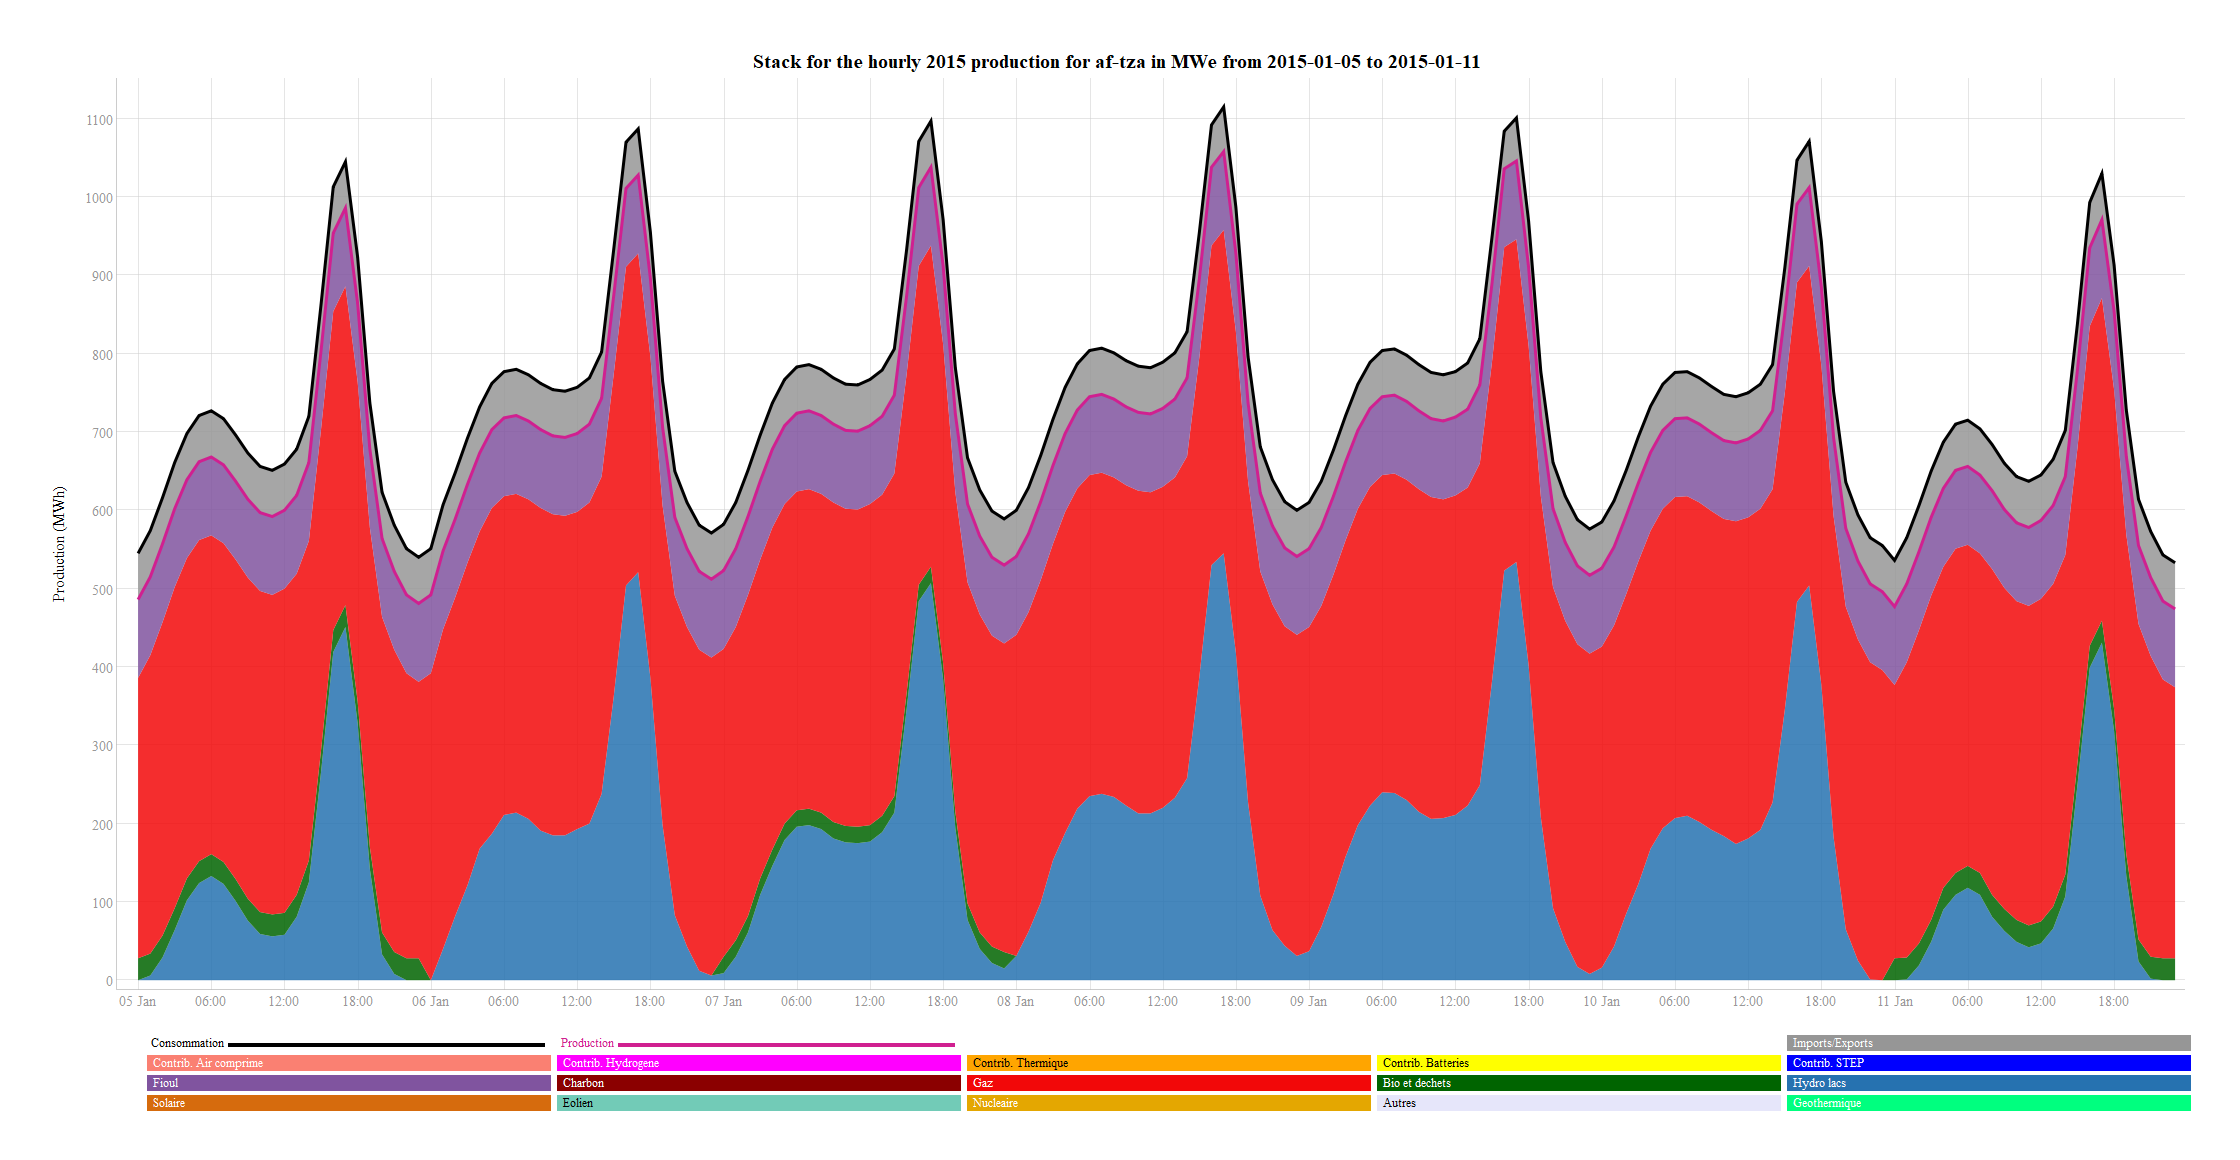 Stack for the hourly 2015 production for af-tza in MWe from 2015-01-05 to 2015-01-11
1100
1000
900
800
700
600
500
400
300
200
100
0
Production (MWh)
05 Jan 06:00 12:00 18:00 06 Jan 06:00 12:00 18:00 07 Jan 06:00 12:00 18:00 08 Jan 06:00 12:00 18:00 09 Jan 06:00 12:00 18:00 10 Jan 06:00 12:00 18:00 11 Jan 06:00 12:00 18:00
Consommation Production Imports/Exports
Contrib. Air comprime Contrib. Hydrogene Contrib. Thermique Contrib. Batteries Contrib. STEP
Fioul Charbon Gaz Bio et dechets Hydro lacs
Solaire Eolien Nucleaire Autres Geothermique